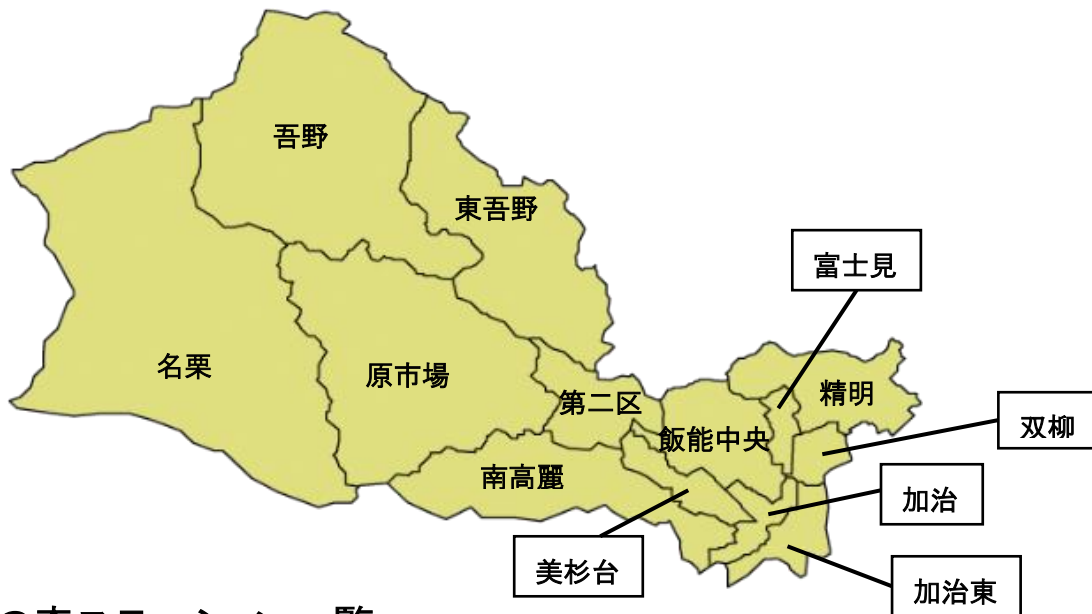 吾野
東吾野
富士見
名栗
原市場
第二区
精明
飯能中央
双柳
南高麗
加治
美杉台
加治東